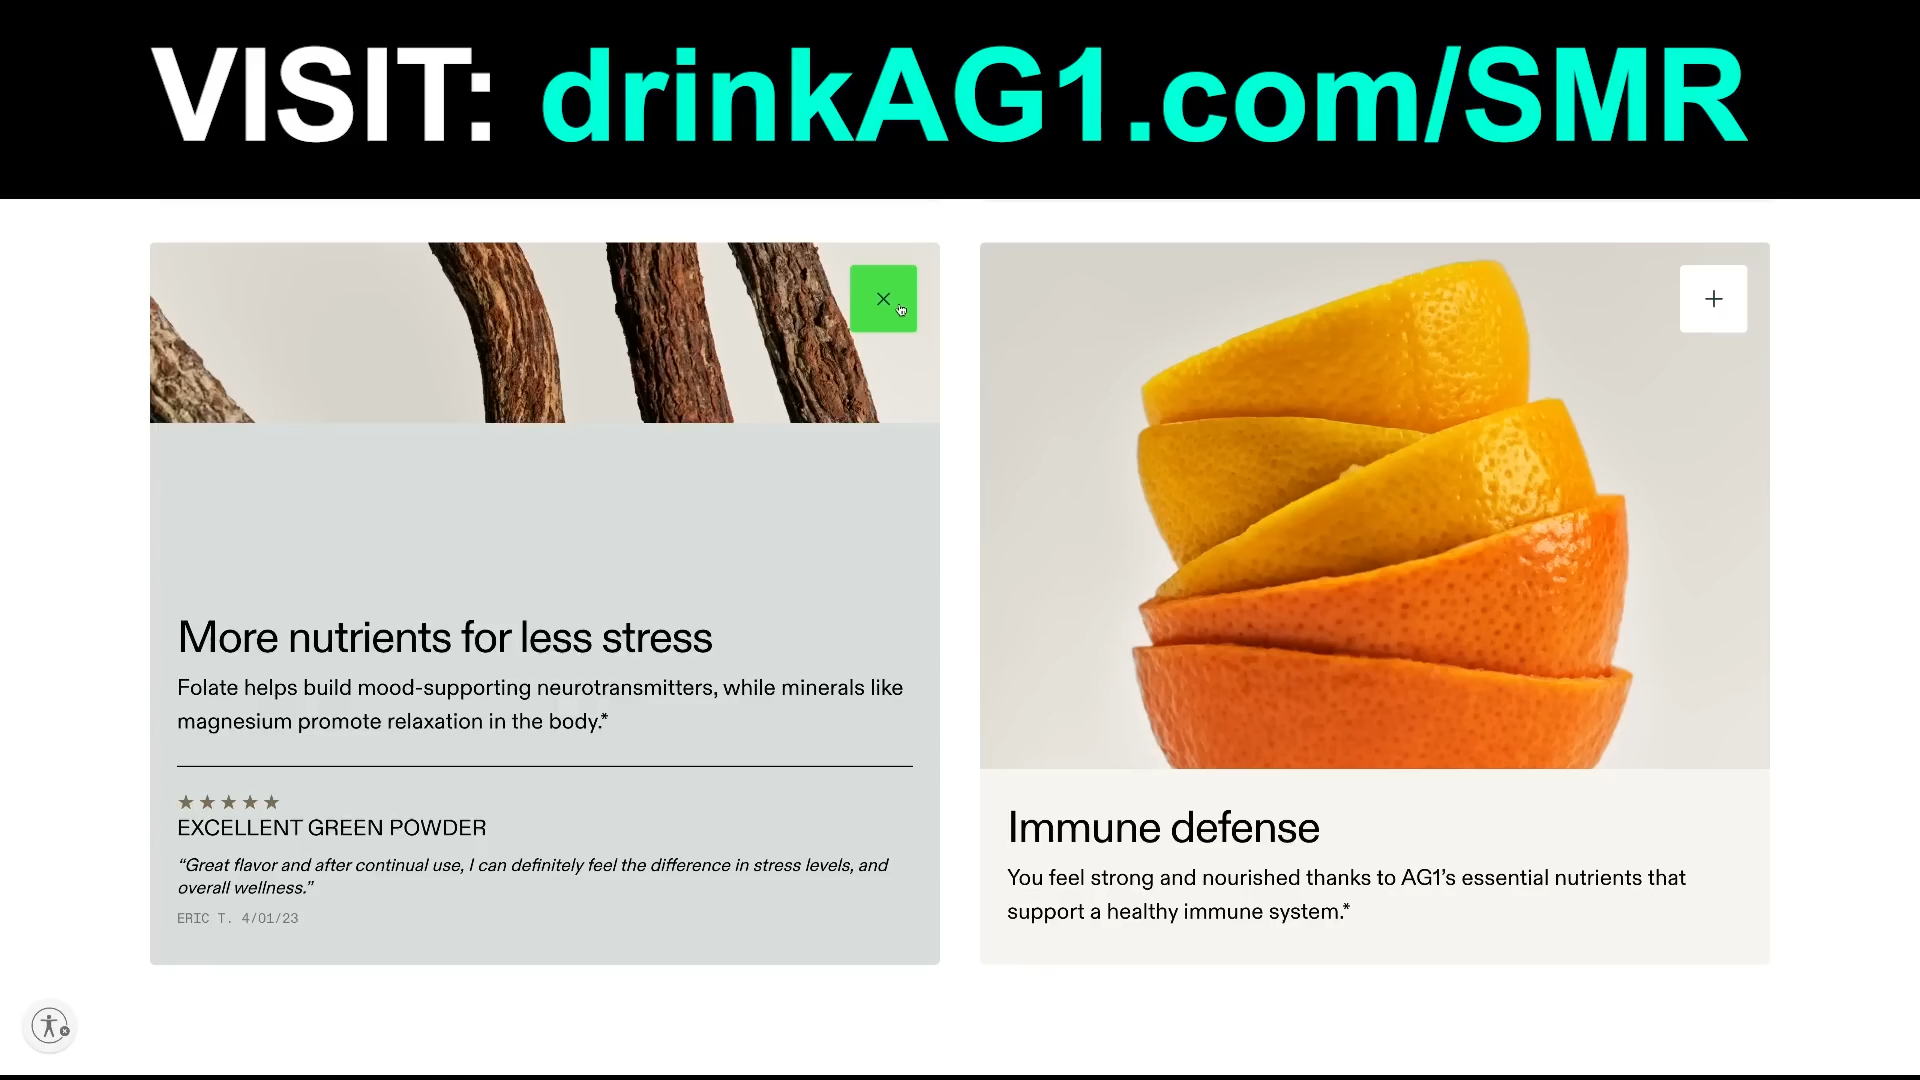 VISIT: drinkAG1.com/SMR
More nutrients for less stress
Folate helps build mood-supporting neurotransmitters, while minerals like
magnesium promote relaxation in the body.*
★★★★★
EXCELLENT GREEN POWDER
“Great flavor and after continual use, I can definitely feel the difference in stress levels, and
overall wellness.”
ERIC T. 4/01/23
Immune defense
You feel strong and nourished thanks to AG1’s essential nutrients that
support a healthy immune system.*